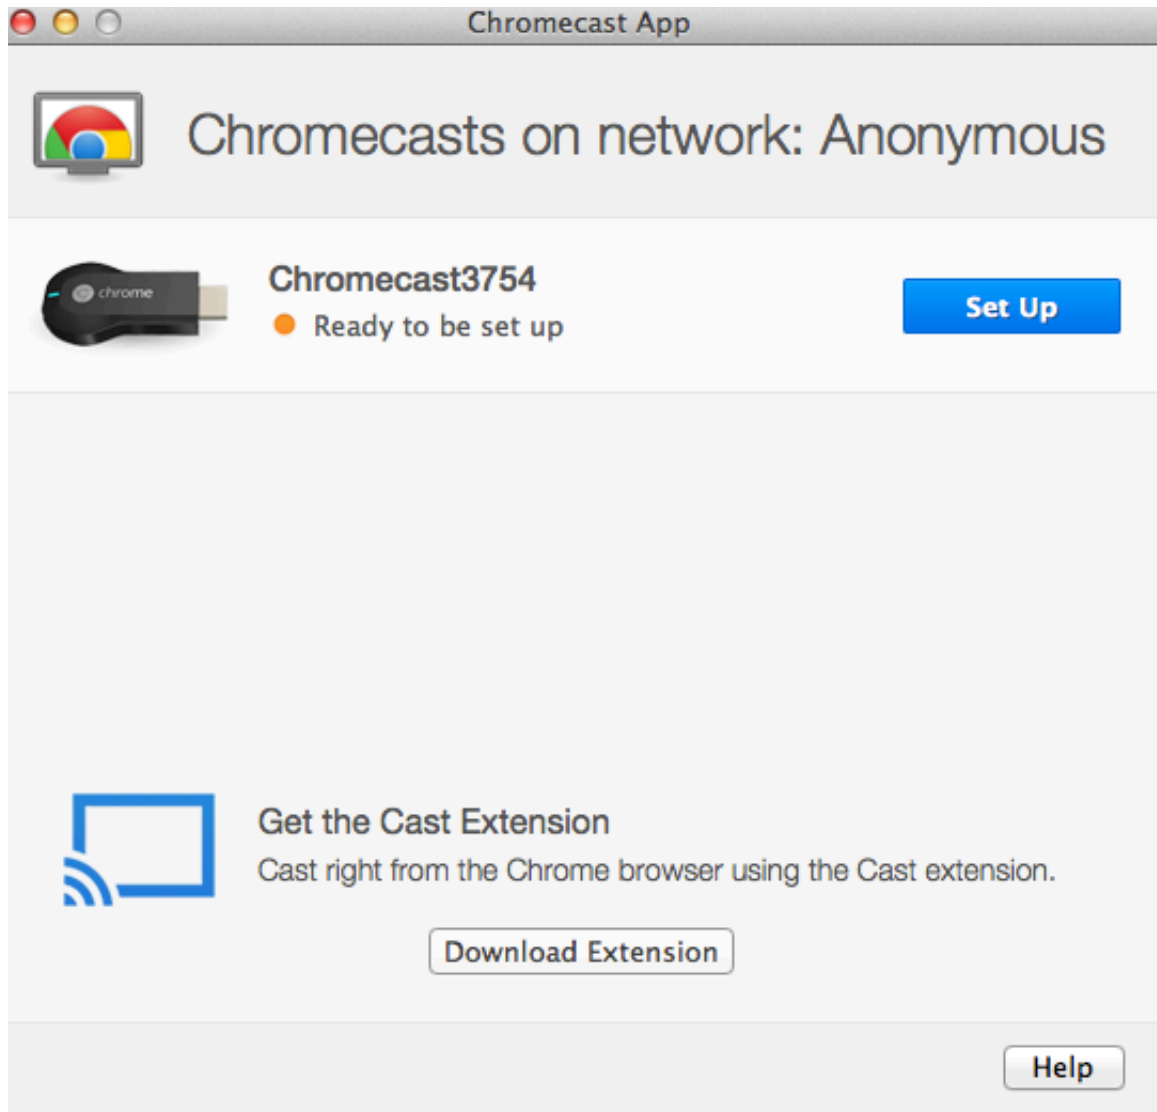 Chromecast App
Chromecasts on network: Anonymous
chrome
Chromecast3754
Ready to be set up
Set Up
Get the Cast Extension
Cast right from the Chrome browser using the Cast extension.
Download Extension
Help